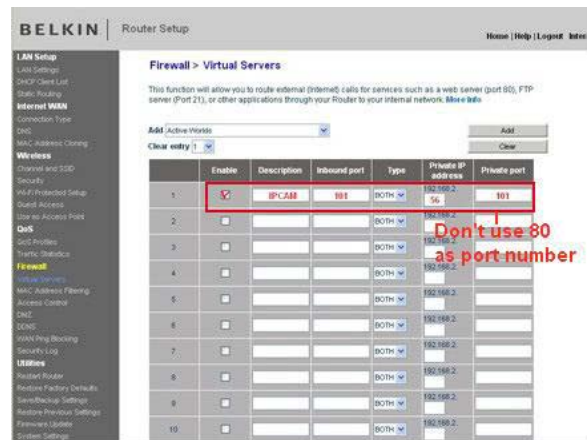 BELKIN
Router Setup
Home | Help | Logout
LAN Setup
LAN Settings
DHCP Client List
Static Routing
Internet WAN
Connection Type
DNS
MAC Address Cloning
Wireless
Channel and SSID
Security
Wi-Fi Protected Setup
Guest Access
Use as Access Point
QoS
QoS Profiles
Traffic Statistics
Firewall
Virtual Servers
MAC Address Filtering
Access Control
DMZ
DDNS
WAN Ping Blocking
Security Log
Utilities
Restart Router
Restore Factory Defaults
Save/Backup Settings
Restore Previous Settings
Firmware Update
System Settings
Firewall > Virtual Servers
This function will allow you to route external (Internet) calls for services such as a web server (port 80), FTP
server (Port 21), or other applications through your Router to your internal network. More Info
Add Active Worlds
Add
Clear entry 1
Clear
Enable Description Inbound port Type Private IP address Private port
1 IPCAM 101 BOTH 192.168.2. 56 101
2 BOTH 192.168.2.
3 BOTH 192.168.2.
4 BOTH 192.168.2.
5 BOTH 192.168.2.
6 BOTH 192.168.2.
7 BOTH 192.168.2.
8 BOTH 192.168.2.
9 BOTH 192.168.2.
10 BOTH 192.168.2.
Don't use 80
as port number